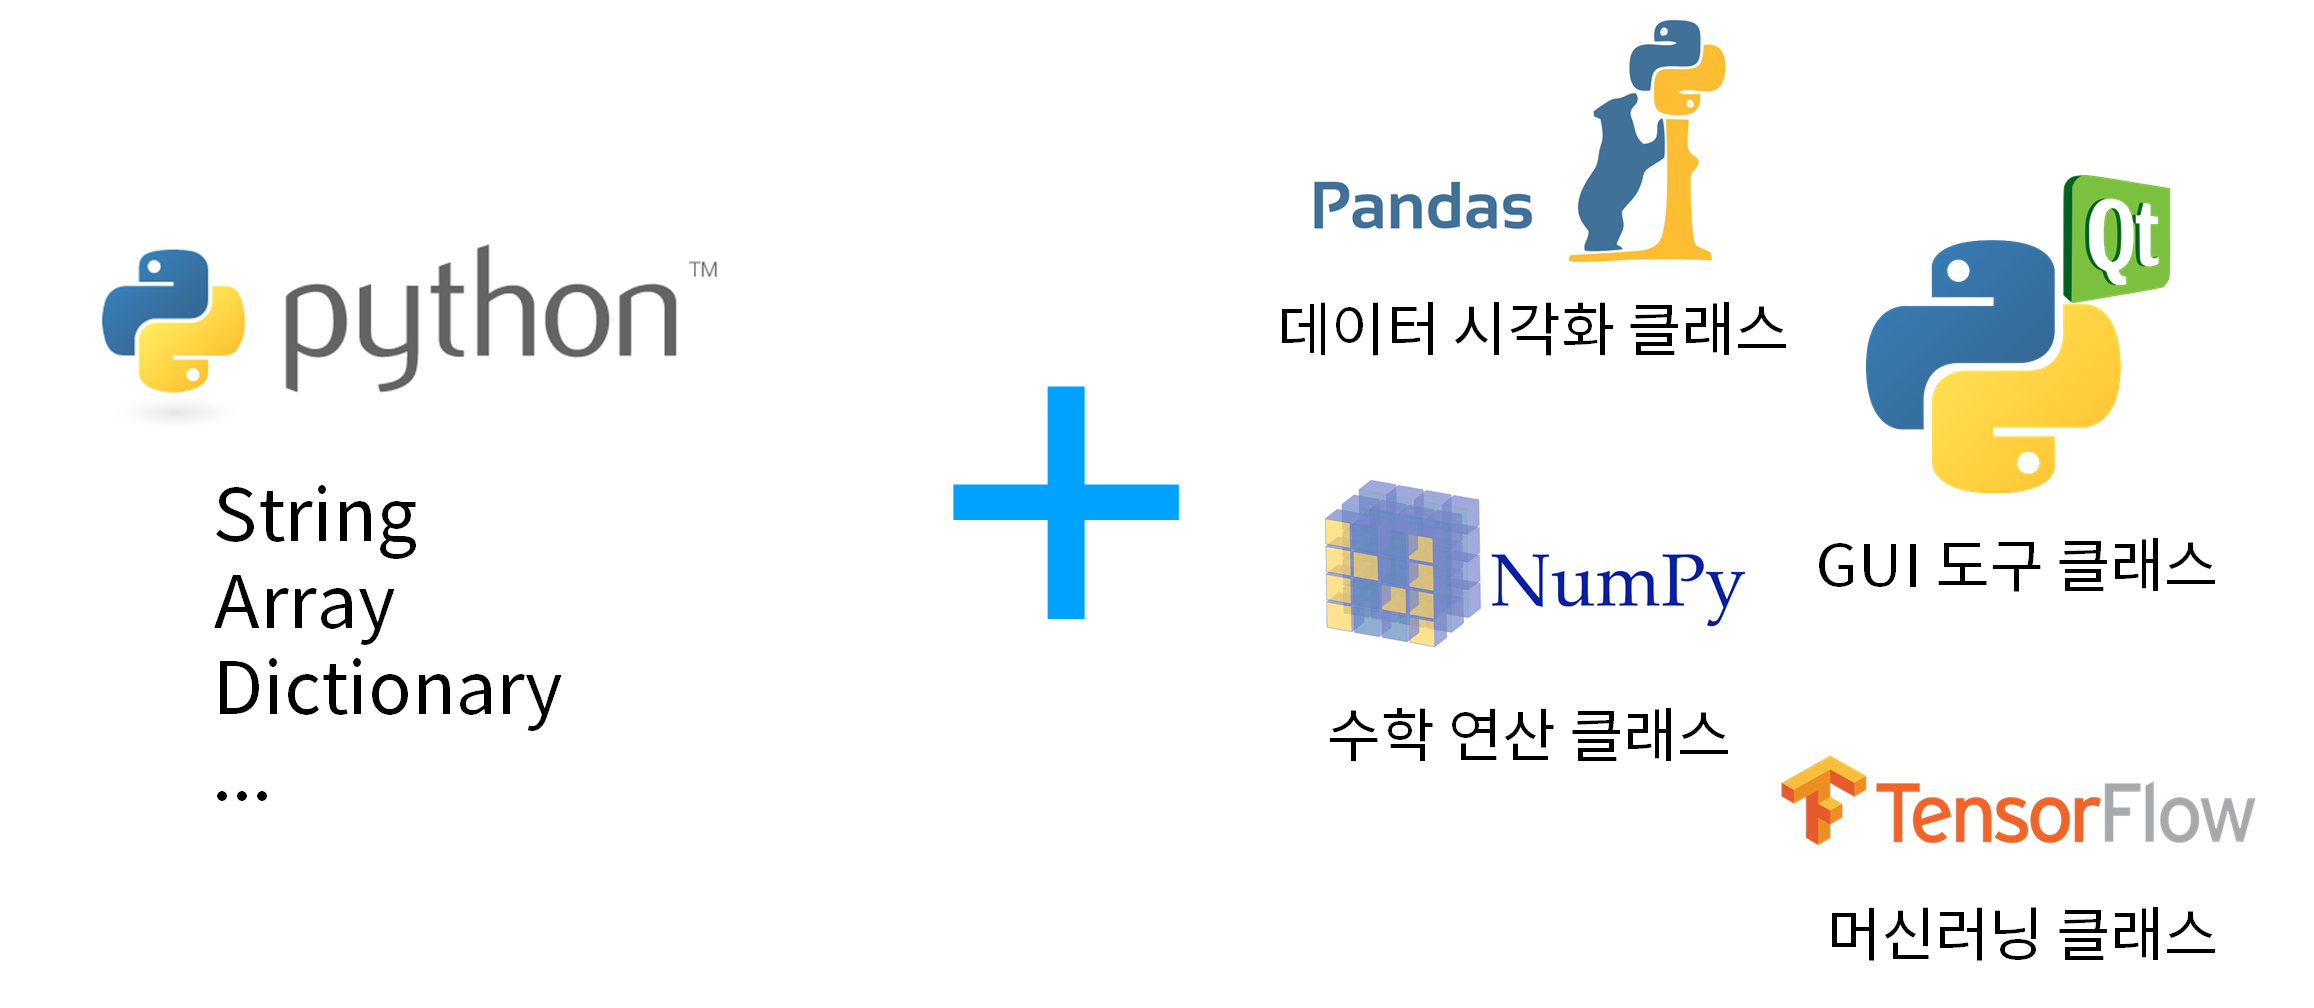 python™
String
Array
Dictionary
...
Pandas
데이터 시각화 클래스
Qt
GUI 도구 클래스
NumPy
수학 연산 클래스
TensorFlow
머신러닝 클래스